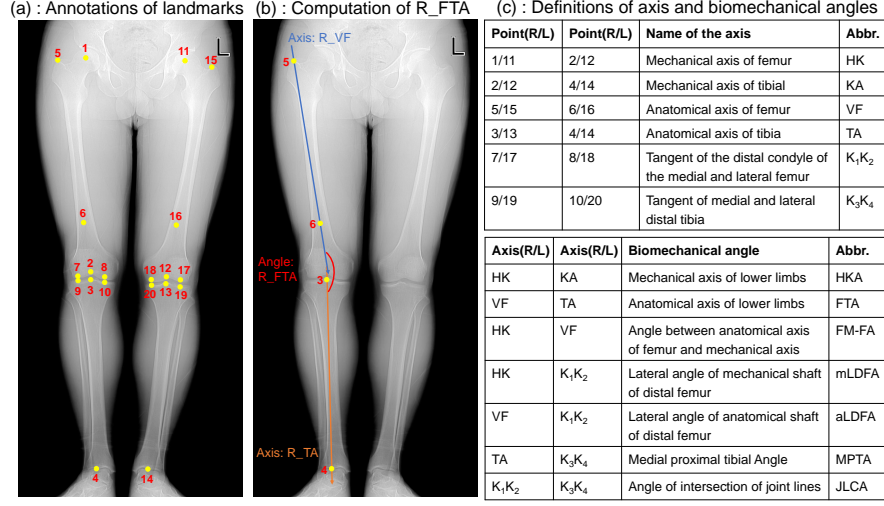 (a) : Annotations of landmarks
(b) : Computation of R_FTA
(c) : Definitions of axis and biomechanical angles
L
5
1
11
15
6
16
7
2
8
18
12
17
9
3
10
20
13
19
4
14
L
Axis: R_VF
5
6
Angle:
R_FTA
3
Axis: R_TA
4
Point(R/L) Point(R/L) Name of the axis Abbr.
1/11 2/12 Mechanical axis of femur HK
2/12 4/14 Mechanical axis of tibial KA
5/15 6/16 Anatomical axis of femur VF
3/13 4/14 Anatomical axis of tibia TA
7/17 8/18 Tangent of the distal condyle of K₁K₂
the medial and lateral femur
9/19 10/20 Tangent of medial and lateral K₃K₄
distal tibia
Axis(R/L) Axis(R/L) Biomechanical angle Abbr.
HK KA Mechanical axis of lower limbs HKA
VF TA Anatomical axis of lower limbs FTA
HK VF Angle between anatomical axis FM-FA
of femur and mechanical axis
HK K₁K₂ Lateral angle of mechanical shaft mLDFA
of distal femur
VF K₁K₂ Lateral angle of anatomical shaft aLDFA
of distal femur
TA K₃K₄ Medial proximal tibial Angle MPTA
K₁K₂ K₃K₄ Angle of intersection of joint lines JLCA